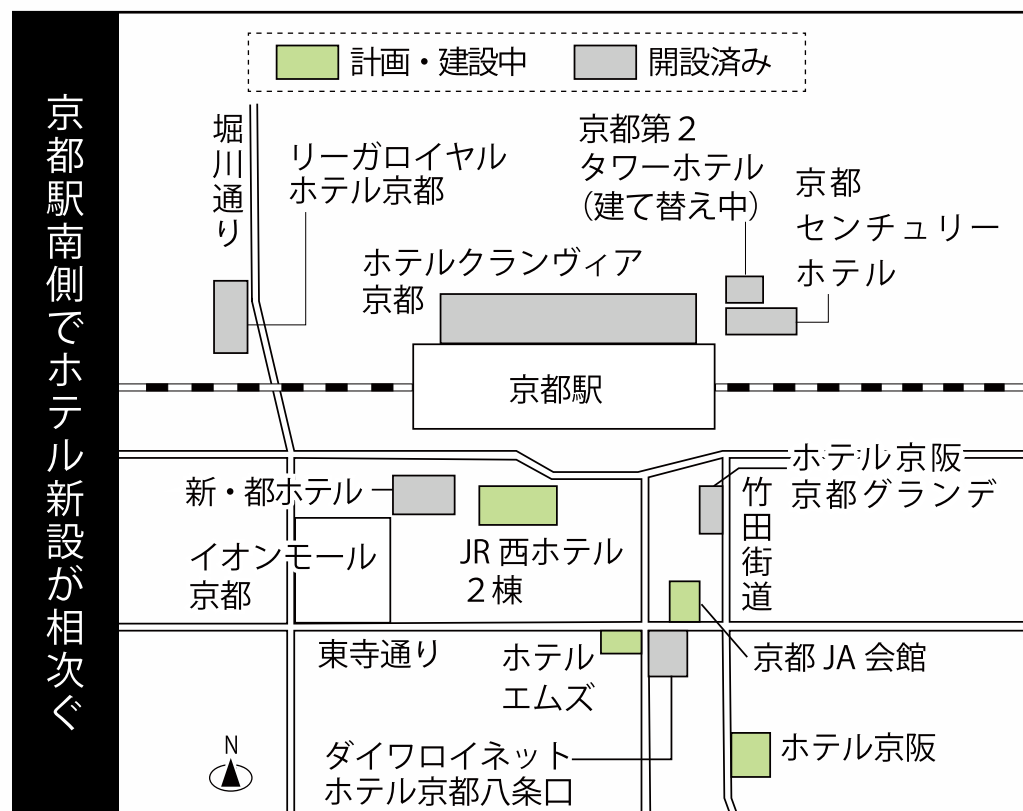 京都駅南側でホテル新設が相次ぐ
計画・建設中
開設済み
堀川通り
リーガロイヤル
ホテル京都
京都第２
タワーホテル
（建て替え中）
京都
センチュリー
ホテル
ホテルクランヴィア
京都
京都駅
新・都ホテル
JR西ホテル
２棟
ホテル京阪
京都グランデ
竹田街道
イオンモール
京都
東寺通り
ホテル
エムズ
京都JA会館
ダイワロイネット
ホテル京都八条口
ホテル京阪
N